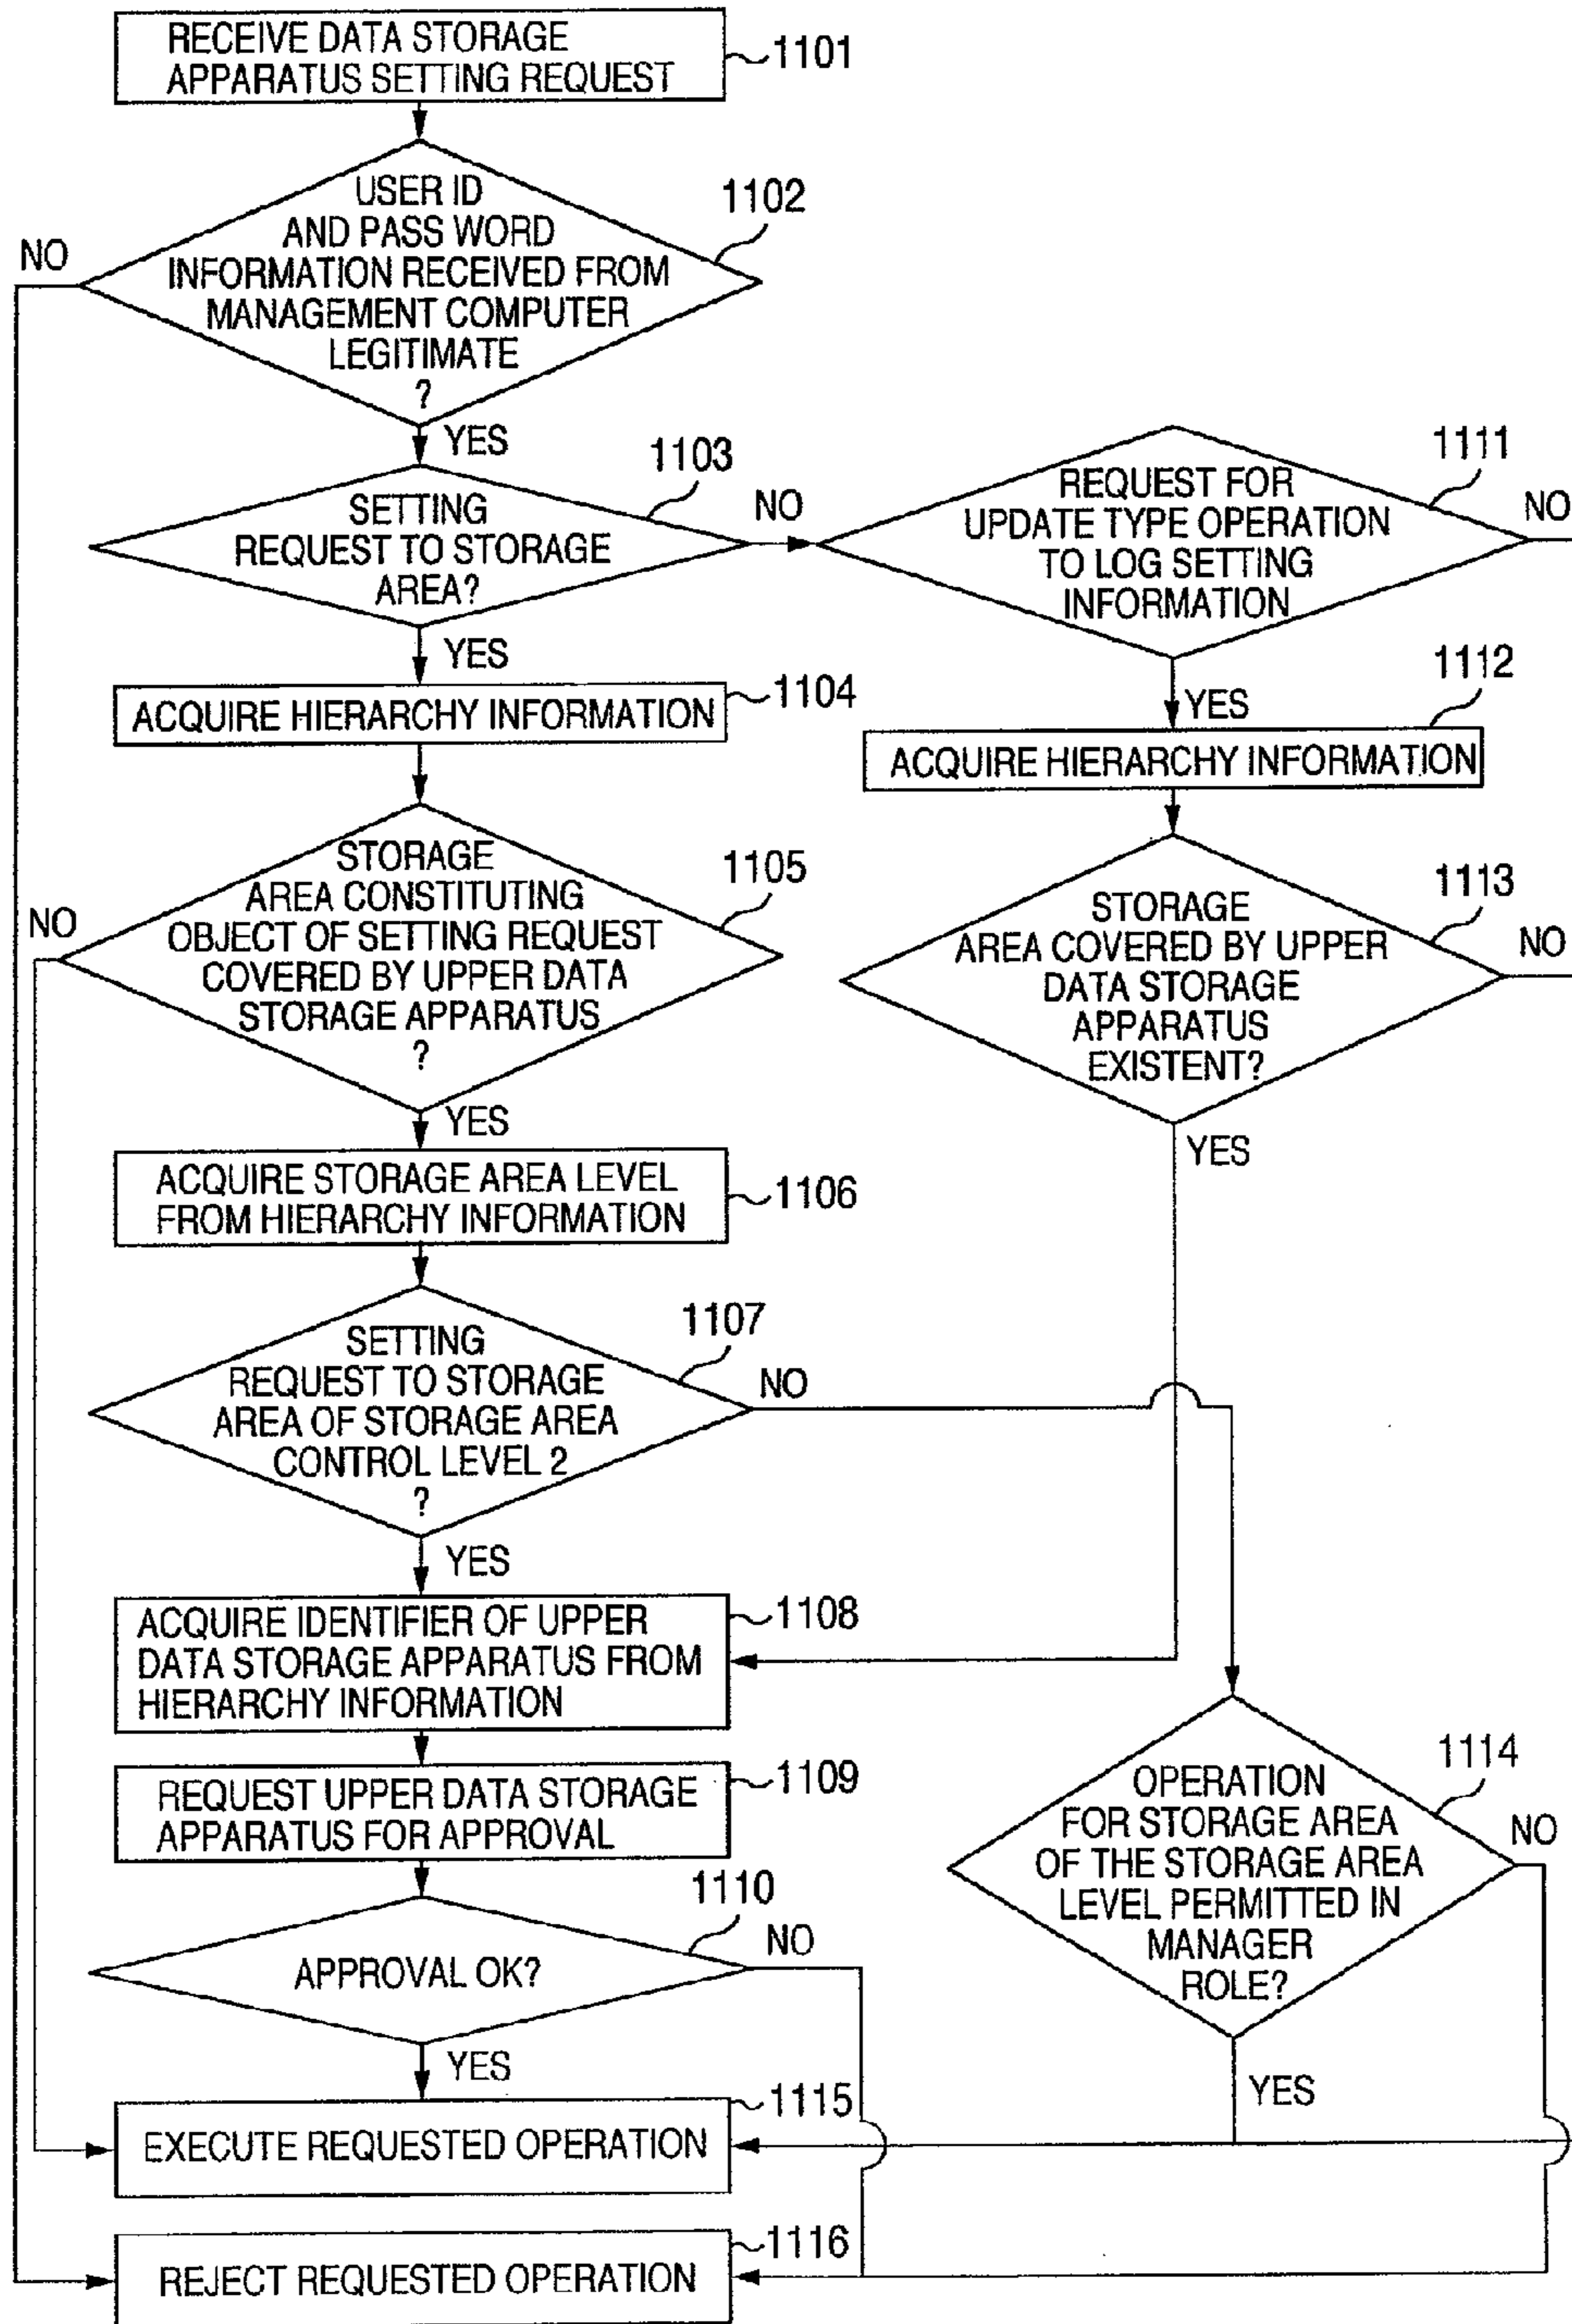 RECEIVE DATA STORAGE
APPARATUS SETTING REQUEST
1101
USER ID
AND PASS WORD
INFORMATION RECEIVED FROM
MANAGEMENT COMPUTER
LEGITIMATE
?
1102
NO
YES
SETTING
REQUEST TO STORAGE
AREA?
1103
NO
YES
REQUEST FOR
UPDATE TYPE OPERATION
TO LOG SETTING
INFORMATION
1111
NO
YES
ACQUIRE HIERARCHY INFORMATION
1104
ACQUIRE HIERARCHY INFORMATION
1112
STORAGE
AREA CONSTITUTING
OBJECT OF SETTING REQUEST
COVERED BY UPPER DATA
STORAGE APPARATUS
?
1105
NO
YES
STORAGE
AREA COVERED BY UPPER
DATA STORAGE
APPARATUS
EXISTENT?
1113
NO
YES
ACQUIRE STORAGE AREA LEVEL
FROM HIERARCHY INFORMATION
1106
SETTING
REQUEST TO STORAGE
AREA OF STORAGE AREA
CONTROL LEVEL 2
?
1107
NO
YES
ACQUIRE IDENTIFIER OF UPPER
DATA STORAGE APPARATUS FROM
HIERARCHY INFORMATION
1108
REQUEST UPPER DATA STORAGE
APPARATUS FOR APPROVAL
1109
OPERATION
FOR STORAGE AREA
OF THE STORAGE AREA
LEVEL PERMITTED IN
MANAGER
ROLE?
1114
NO
YES
APPROVAL OK?
1110
NO
YES
EXECUTE REQUESTED OPERATION
1115
REJECT REQUESTED OPERATION
1116